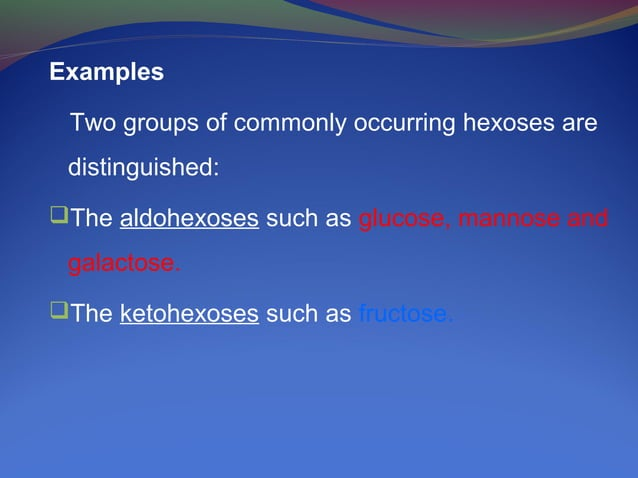 Examples
Two groups of commonly occurring hexoses are
distinguished:
The aldohexoses such as glucose, mannose and
galactose.
The ketohexoses such as fructose.